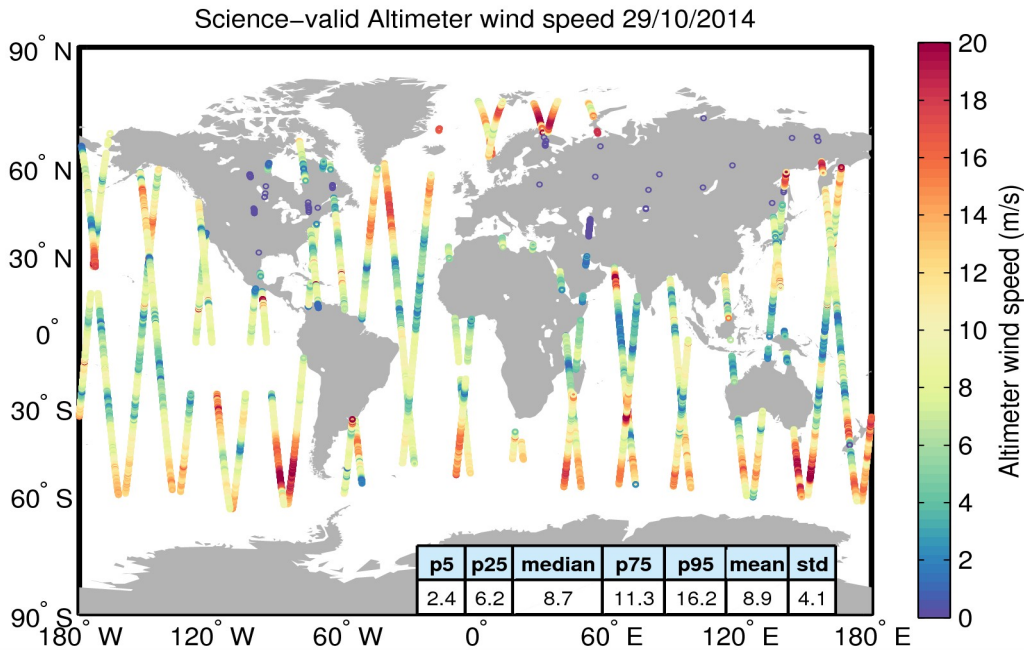 Science−valid Altimeter wind speed 29/10/2014
90° N
60° N
30° N
0°
30° S
60° S
90° S
180° W
120° W
60° W
0°
60° E
120° E
180° E
p5 p25 median p75 p95 mean std
2.4 6.2 8.7 11.3 16.2 8.9 4.1
20
18
16
14
12
10
8
6
4
2
0
Altimeter wind speed (m/s)